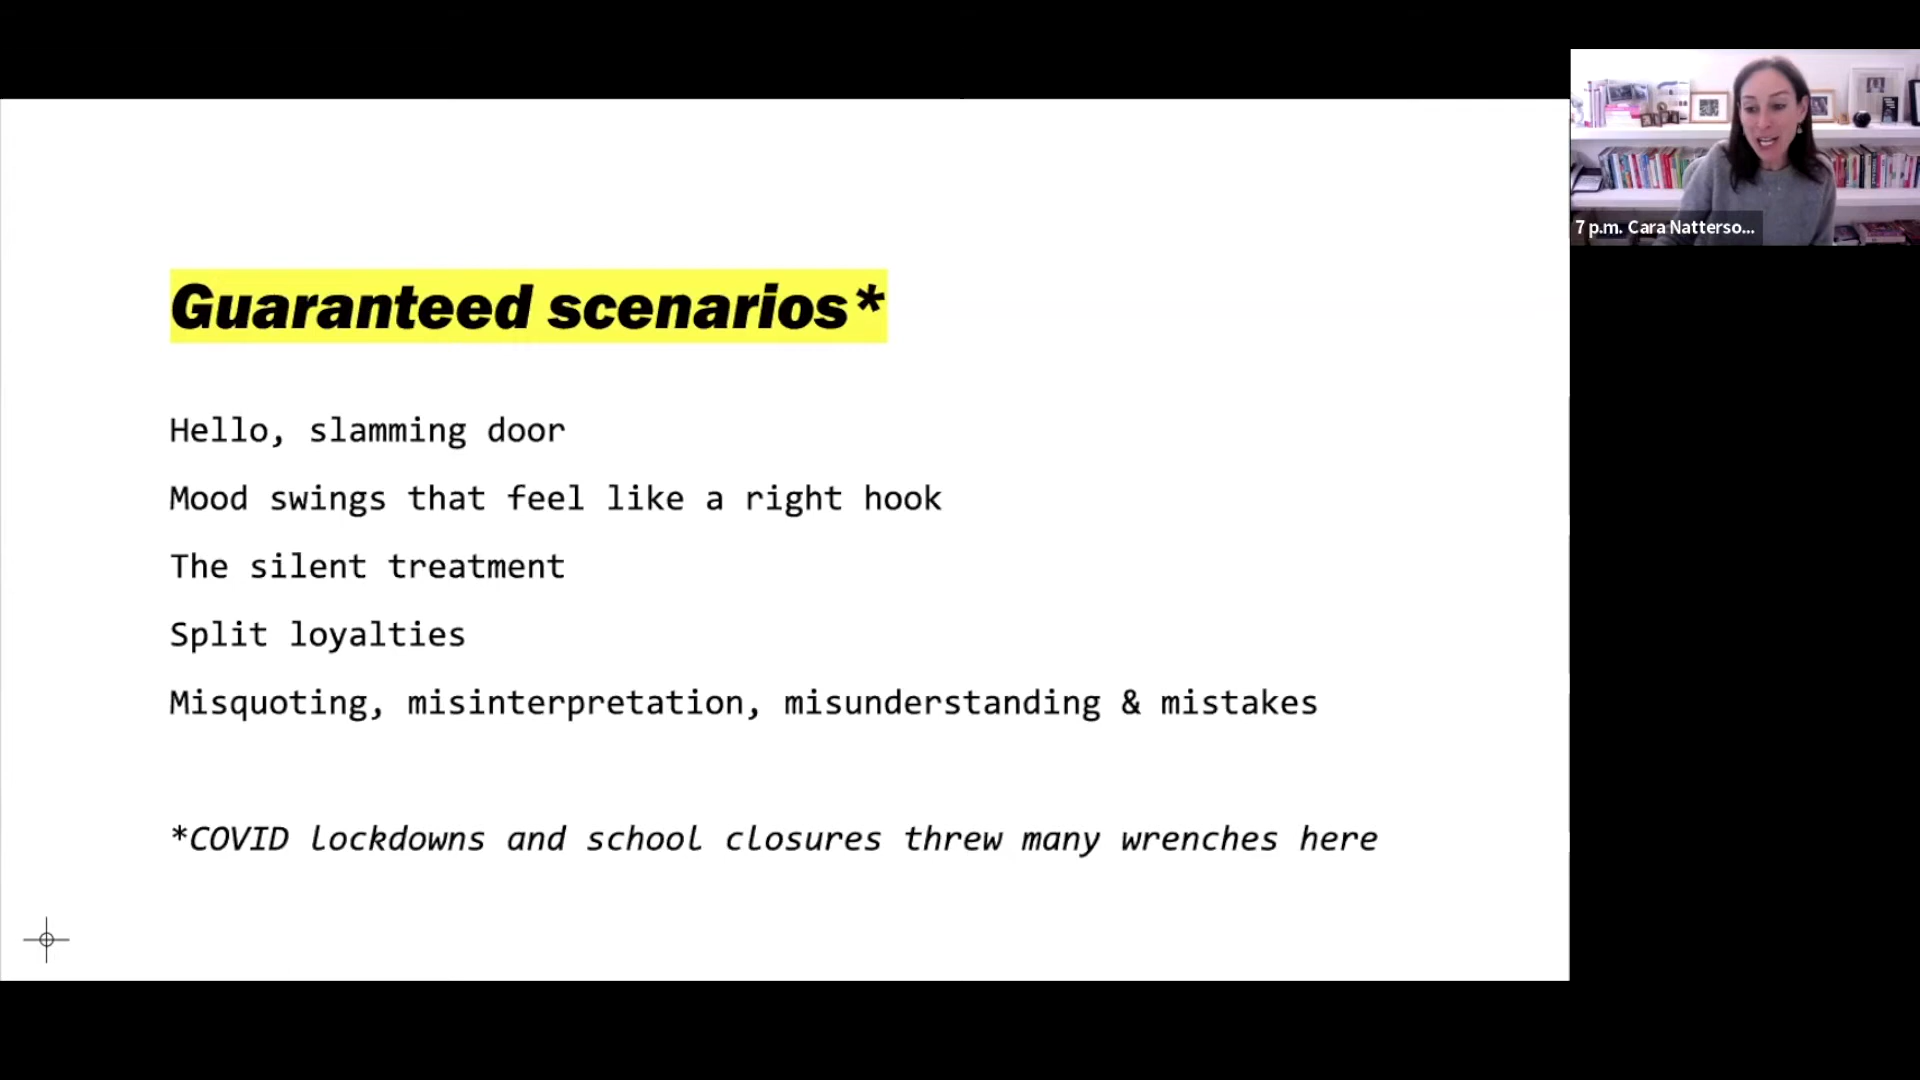 Guaranteed scenarios*
Hello, slamming door
Mood swings that feel like a right hook
The silent treatment
Split loyalties
Misquoting, misinterpretation, misunderstanding & mistakes
*COVID lockdowns and school closures threw many wrenches here
7 p.m. Cara Natterso...